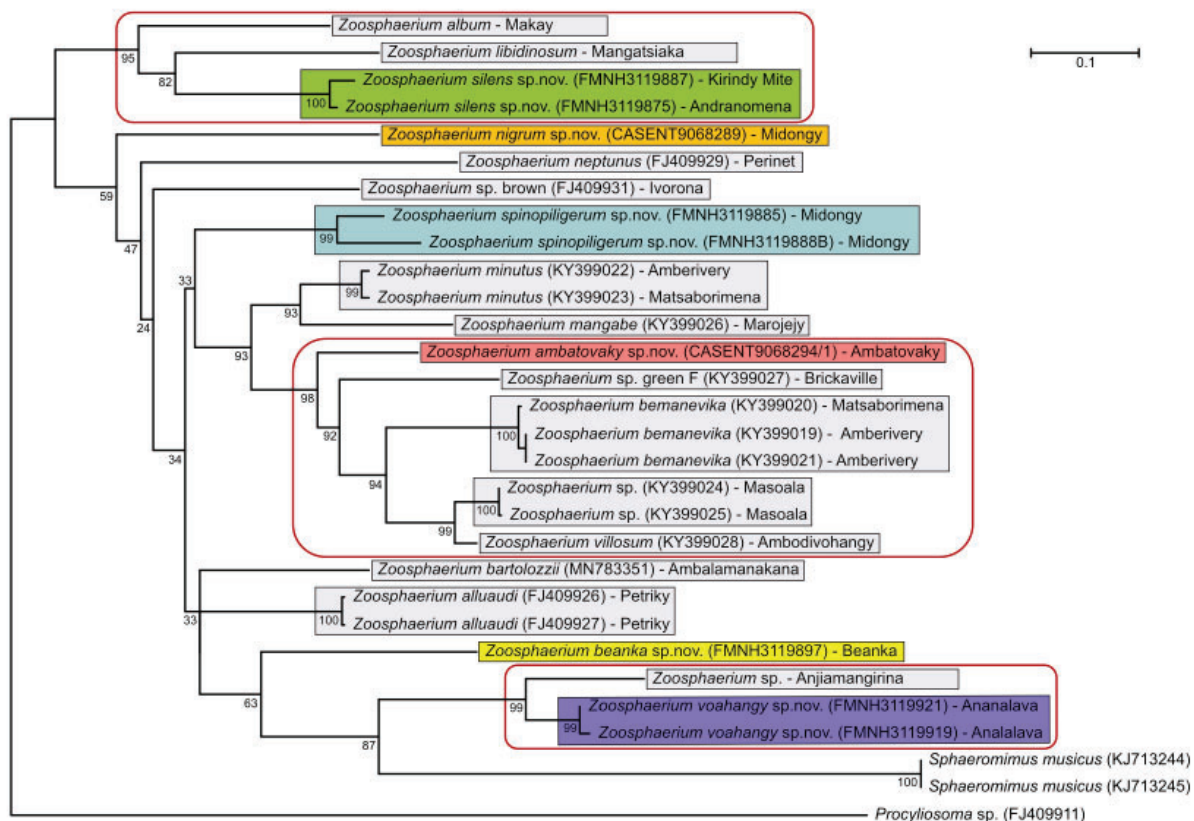 Zoosphaerium album - Makay
95
Zoosphaerium libidinosum - Mangatsiaka
0.1
82
Zoosphaerium silens sp.nov. (FMNH3119887) - Kirindy Mite
100
Zoosphaerium silens sp.nov. (FMNH3119875) - Andranomena
Zoosphaerium nigrum sp.nov. (CASENT9068289) - Midongy
Zoosphaerium neptunus (FJ409929) - Perinet
59
Zoosphaerium sp. brown (FJ409931) - Ivorona
Zoosphaerium spinopiligerum sp.nov. (FMNH3119885) - Midongy
99
47
Zoosphaerium spinopiligerum sp.nov. (FMNH3119888B) - Midongy
33
Zoosphaerium minutus (KY399022) - Amberivery
99
Zoosphaerium minutus (KY399023) - Matsaborimena
93
24
Zoosphaerium mangabe (KY399026) - Marojejy
93
Zoosphaerium ambatovaky sp.nov. (CASENT9068294/1) - Ambatovaky
Zoosphaerium sp. green F (KY399027) - Brickaville
98
Zoosphaerium bemanevika (KY399020) - Matsaborimena
92
100
Zoosphaerium bemanevika (KY399019) - Amberivery
34
Zoosphaerium bemanevika (KY399021) - Amberivery
94
Zoosphaerium sp. (KY399024) - Masoala
100
Zoosphaerium sp. (KY399025) - Masoala
99
Zoosphaerium villosum (KY399028) - Ambodivohangy
Zoosphaerium bartolozzii (MN783351) - Ambalamanakana
Zoosphaerium alluaudi (FJ409926) - Petriky
33
100
Zoosphaerium alluaudi (FJ409927) - Petriky
Zoosphaerium beanka sp.nov. (FMNH3119897) - Beanka
Zoosphaerium sp. - Anjiamangirina
63
99
Zoosphaerium voahangy sp.nov. (FMNH3119921) - Ananalava
99
Zoosphaerium voahangy sp.nov. (FMNH3119919) - Analalava
87
Sphaeromimus musicus (KJ713244)
100
Sphaeromimus musicus (KJ713245)
Procyliosoma sp. (FJ409911)